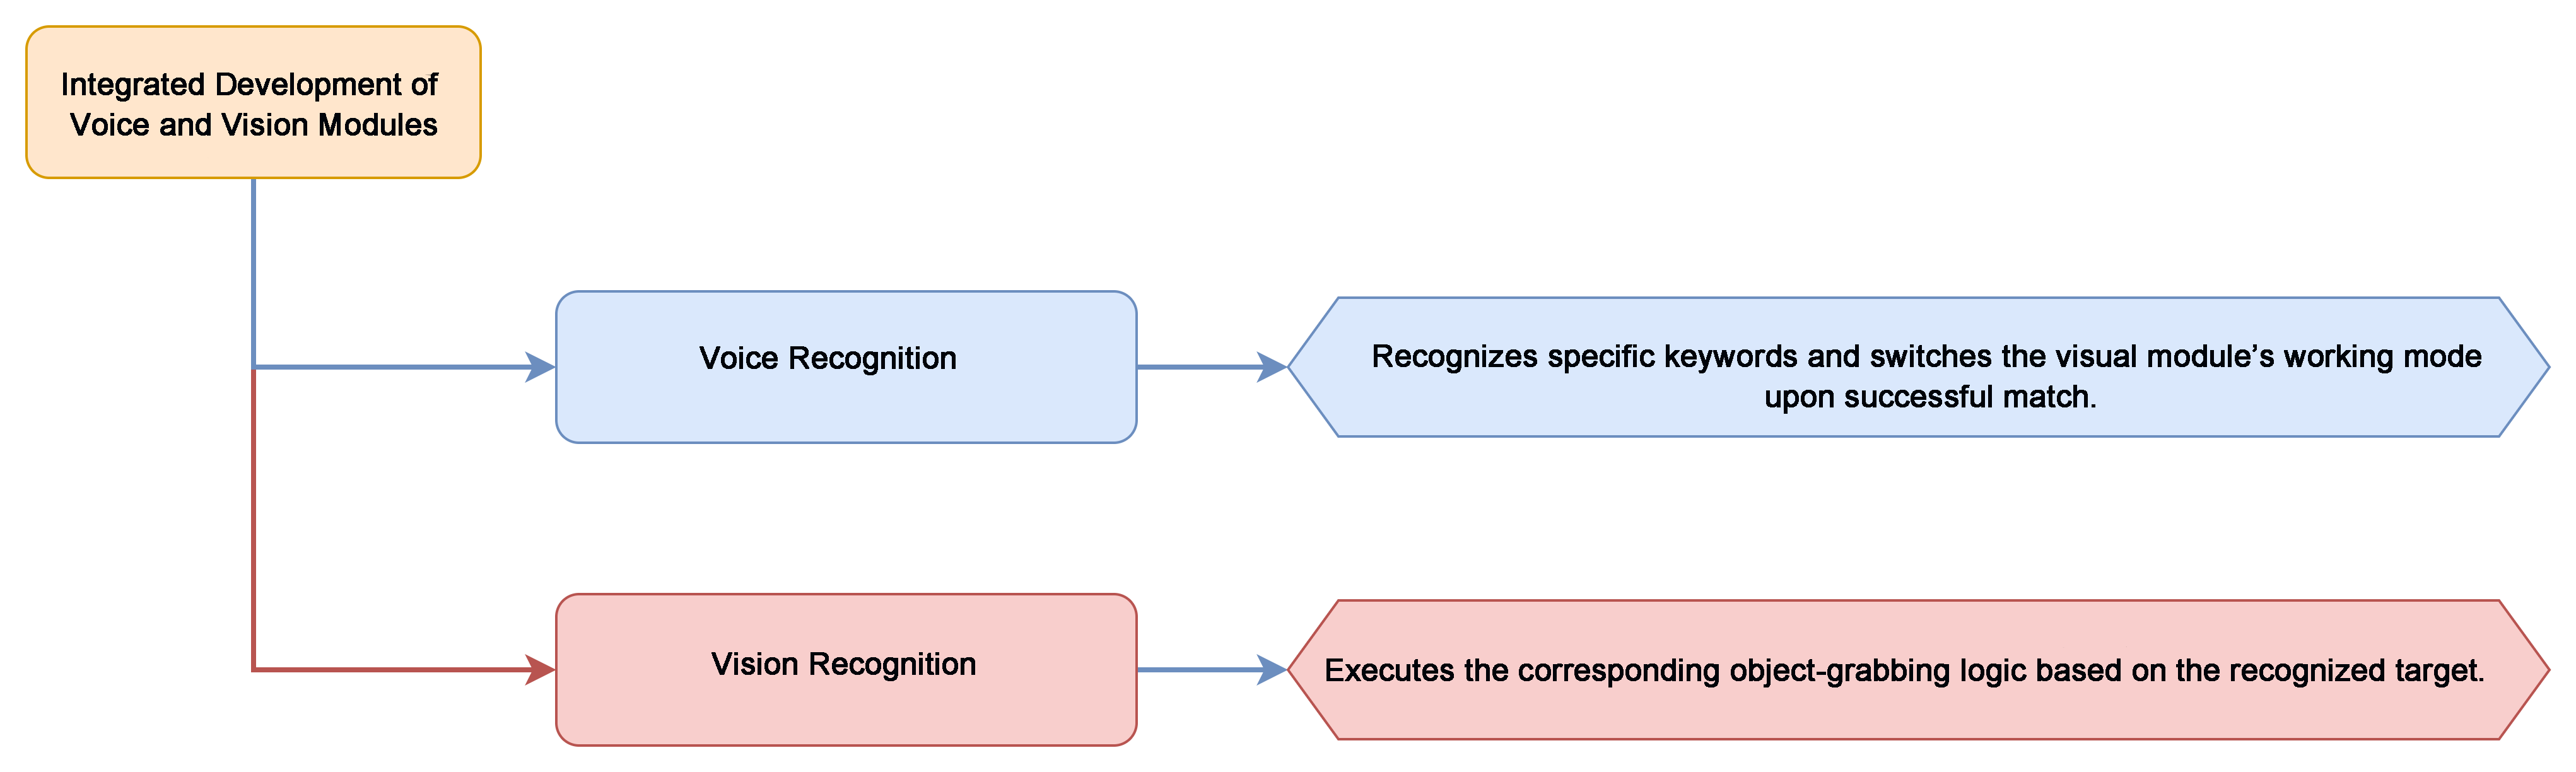 Integrated Development of
Voice and Vision Modules
Voice Recognition
Recognizes specific keywords and switches the visual module’s working mode
upon successful match.
Vision Recognition
Executes the corresponding object-grabbing logic based on the recognized target.